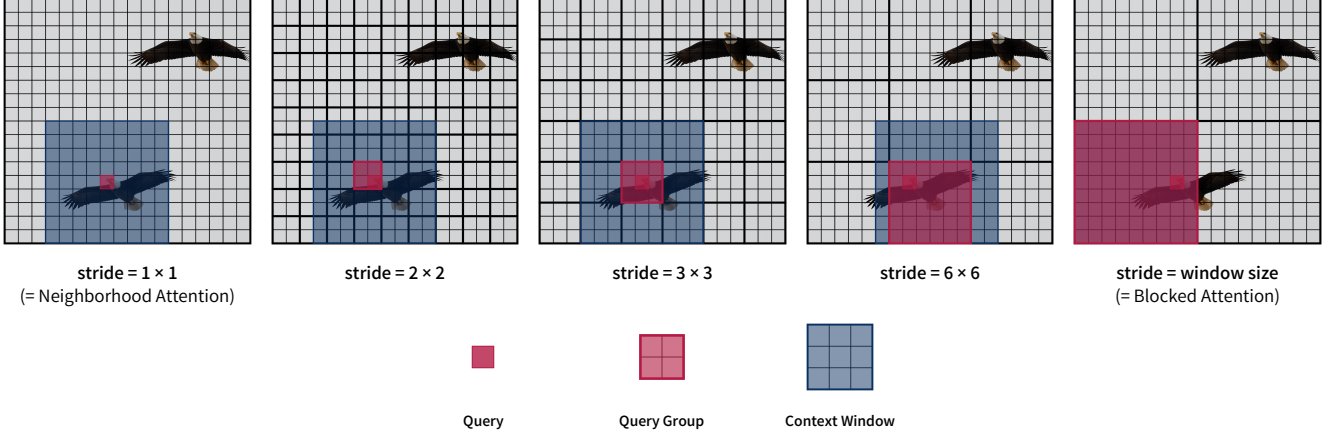 stride = 1 × 1
(= Neighborhood Attention)
stride = 2 × 2
stride = 3 × 3
stride = 6 × 6
stride = window size
(= Blocked Attention)
Query
Query Group
Context Window